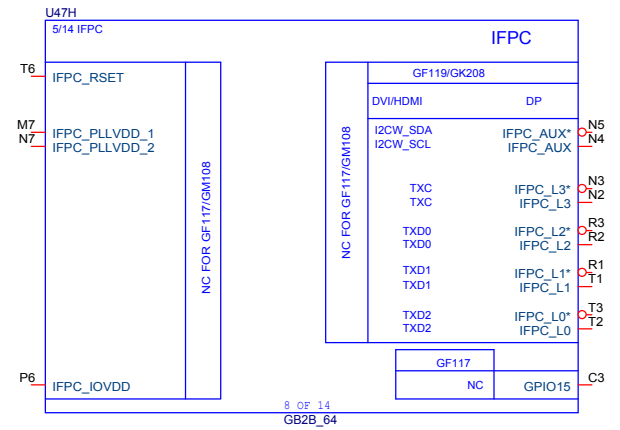 U47H
5/14 IFPC
IFPC
T6 IFPC_RSET
M7 IFPC_PLLVDD_1
N7 IFPC_PLLVDD_2
P6 IFPC_IOVDD
NC FOR GF117/GM108
NC FOR GF117/GM108
GF119/GK208
DVI/HDMI DP
I2CW_SDA IFPC_AUX* N5
I2CW_SCL IFPC_AUX N4
TXC IFPC_L3* N3
TXC IFPC_L3 N2
TXD0 IFPC_L2* R3
TXD0 IFPC_L2 R2
TXD1 IFPC_L1* R1
TXD1 IFPC_L1 T1
TXD2 IFPC_L0* T3
TXD2 IFPC_L0 T2
GF117
NC GPIO15 C3
8 OF 14
GB2B_64